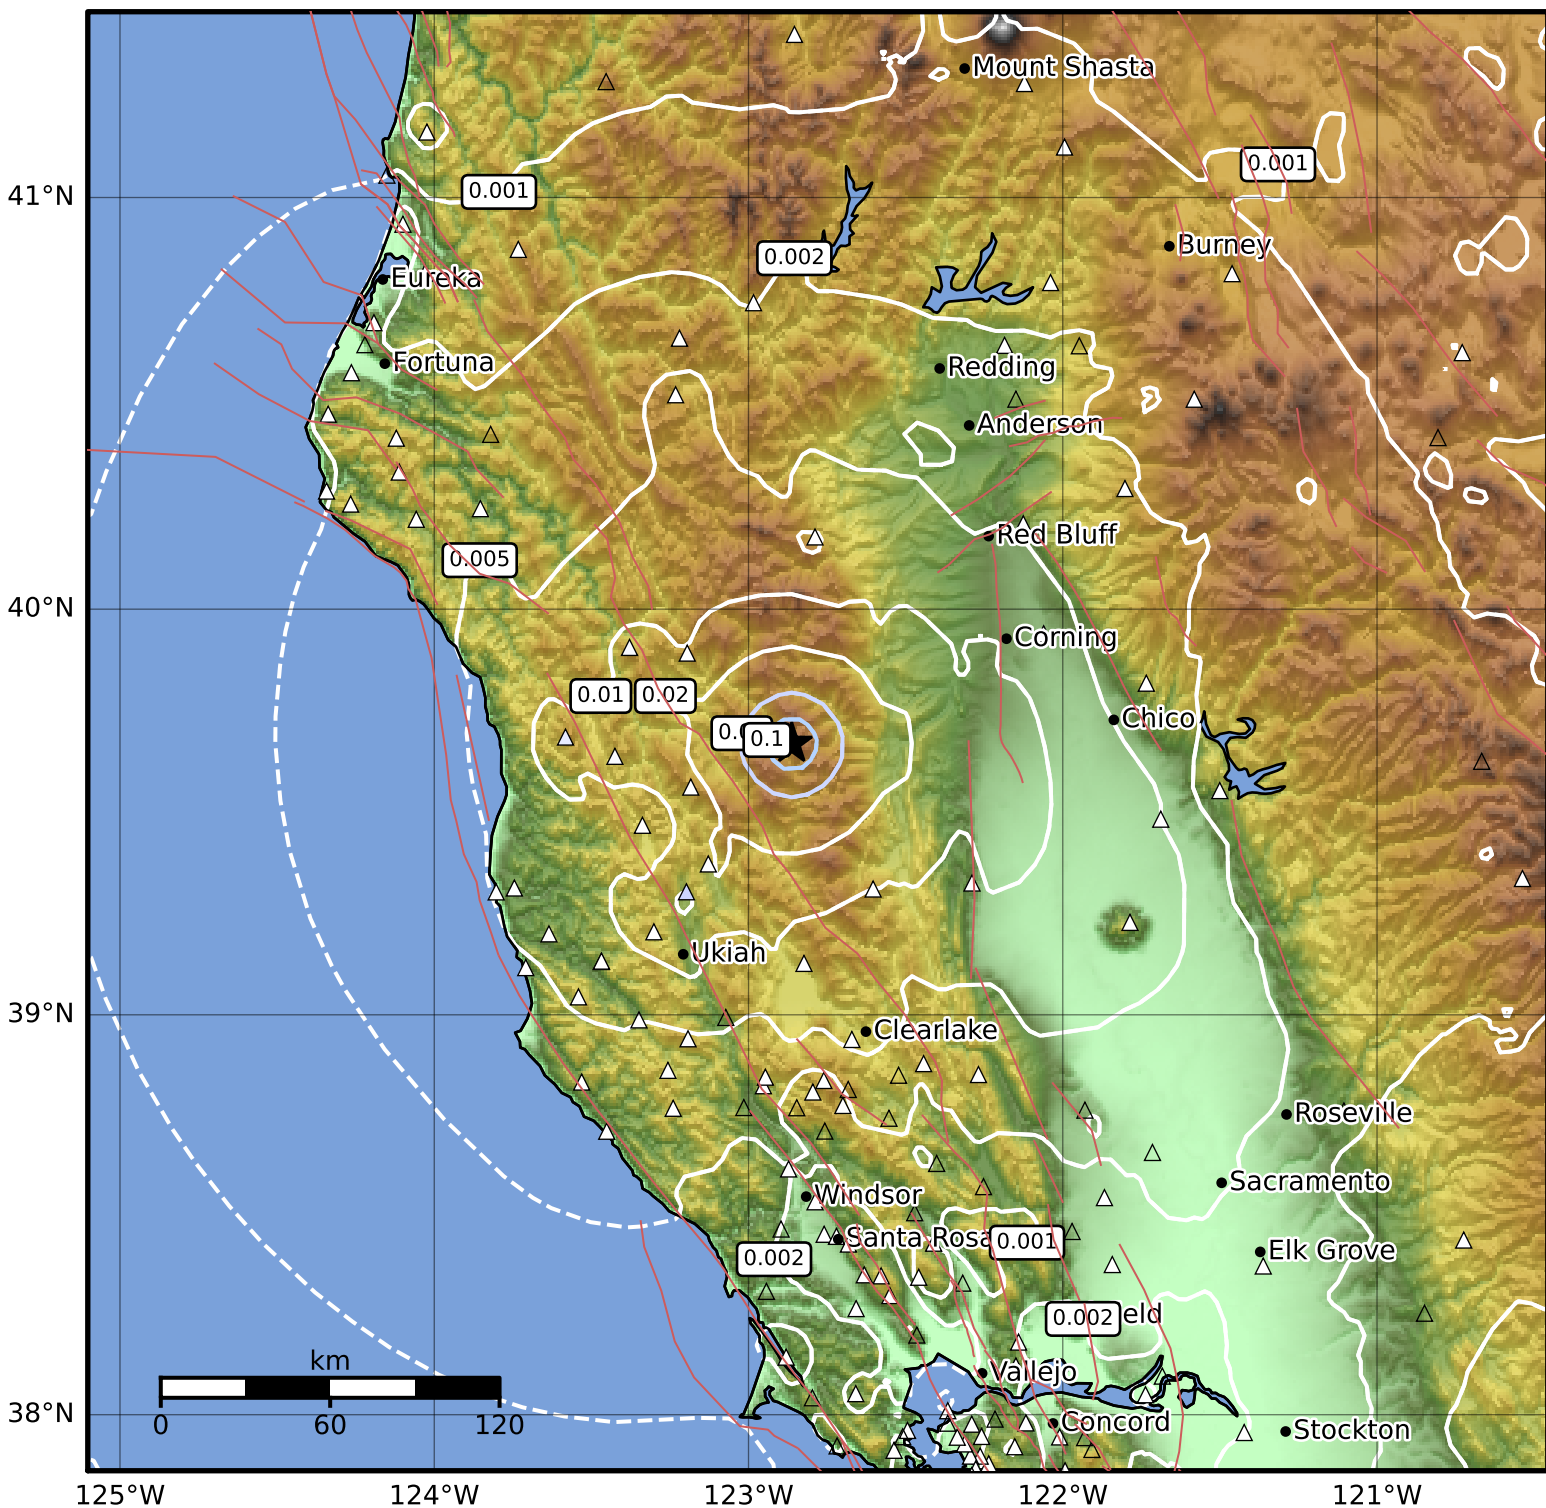 Mount Shasta
0.001
41°N
0.001
Burney
0.002
Eureka
Fortuna
Redding
Anderson
Red Bluff
0.005
40°N
Corning
0.01
0.02
Chico
0.1
Ukiah
39°N
Clearlake
Roseville
Sacramento
Windsor
Santa Rosa
0.001
Elk Grove
0.002
0.002
km
Vallejo
38°N
0
60
120
Concord
Stockton
125°W
124°W
123°W
122°W
121°W